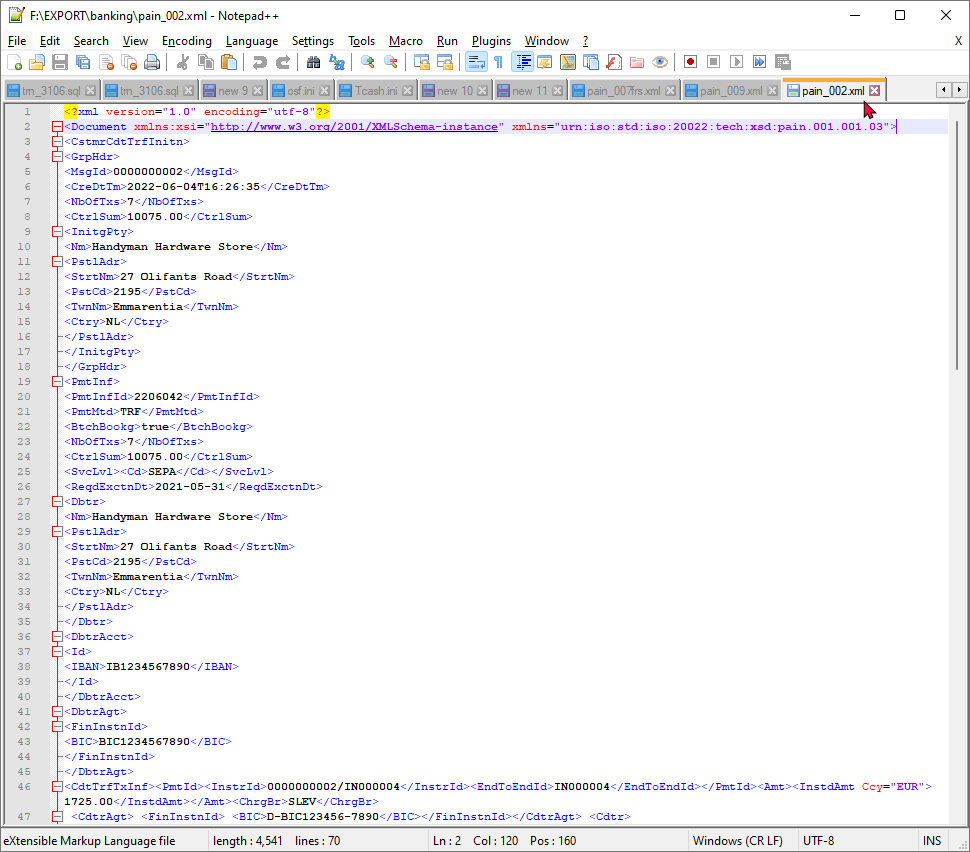 F:\EXPORT\banking\pain_002.xml - Notepad++
File Edit Search View Encoding Language Settings Tools Macro Run Plugins Window ? X
tm_3106.sql tm_3106.sql new 9 osf.ini Tcash.ini new 10 new 11 pain_007frs.xml pain_009.xml pain_002.xml
1 <?xml version="1.0" encoding="utf-8"?>
2 <Document xmlns:xsi="http://www.w3.org/2001/XMLSchema-instance" xmlns="urn:iso:std:iso:20022:tech:xsd:pain.001.001.03">
3 <CstmrCdtTrfInitn>
4 <GrpHdr>
5 <MsgId>0000000002</MsgId>
6 <CreDtTm>2022-06-04T16:26:35</CreDtTm>
7 <NbOfTxs>7</NbOfTxs>
8 <CtrlSum>10075.00</CtrlSum>
9 <InitgPty>
10 <Nm>Handyman Hardware Store</Nm>
11 <PstlAdr>
12 <StrtNm>27 Olifants Road</StrtNm>
13 <PstCd>2195</PstCd>
14 <TwnNm>Emmarentia</TwnNm>
15 <Ctry>NL</Ctry>
16 </PstlAdr>
17 </InitgPty>
18 </GrpHdr>
19 <PmtInf>
20 <PmtInfId>2206042</PmtInfId>
21 <PmtMtd>TRF</PmtMtd>
22 <BtchBookg>true</BtchBookg>
23 <NbOfTxs>7</NbOfTxs>
24 <CtrlSum>10075.00</CtrlSum>
25 <SvcLvl><Cd>SEPA</Cd></SvcLvl>
26 <ReqdExctnDt>2021-05-31</ReqdExctnDt>
27 <Dbtr>
28 <Nm>Handyman Hardware Store</Nm>
29 <PstlAdr>
30 <StrtNm>27 Olifants Road</StrtNm>
31 <PstCd>2195</PstCd>
32 <TwnNm>Emmarentia</TwnNm>
33 <Ctry>NL</Ctry>
34 </PstlAdr>
35 </Dbtr>
36 <DbtrAcct>
37 <Id>
38 <IBAN>IB1234567890</IBAN>
39 </Id>
40 </DbtrAcct>
41 <DbtrAgt>
42 <FinInstnId>
43 <BIC>BIC1234567890</BIC>
44 </FinInstnId>
45 </DbtrAgt>
46 <CdtTrfTxInf><PmtId><InstrId>0000000002/IN000004</InstrId><EndToEndId>IN000004</EndToEndId></PmtId><Amt><InstdAmt Ccy="EUR">
1725.00</InstdAmt></Amt><ChrgBr>SLEV</ChrgBr>
47 <CdtrAgt> <FinInstnId> <BIC>D-BIC123456-7890</BIC></FinInstnId></CdtrAgt> <Cdtr>
eXtensible Markup Language file length : 4,541 lines : 70 Ln : 2 Col : 120 Pos : 160 Windows (CR LF) UTF-8 INS